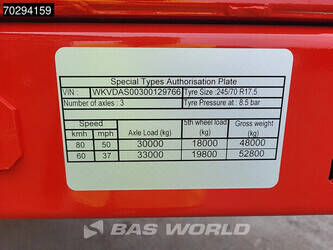 70294159
Special Types Authorisation Plate
VIN : WKVDAS00300129766 Tyre Size :245/70 R17.5
Number of axles : 3 Tyre Pressure at : 8.5 bar
Speed Axle Load (kg) 5th wheel load (kg) Gross weight (kg)
kmh mph
80 50 30000 18000 48000
60 37 33000 19800 52800
BAS WORLD